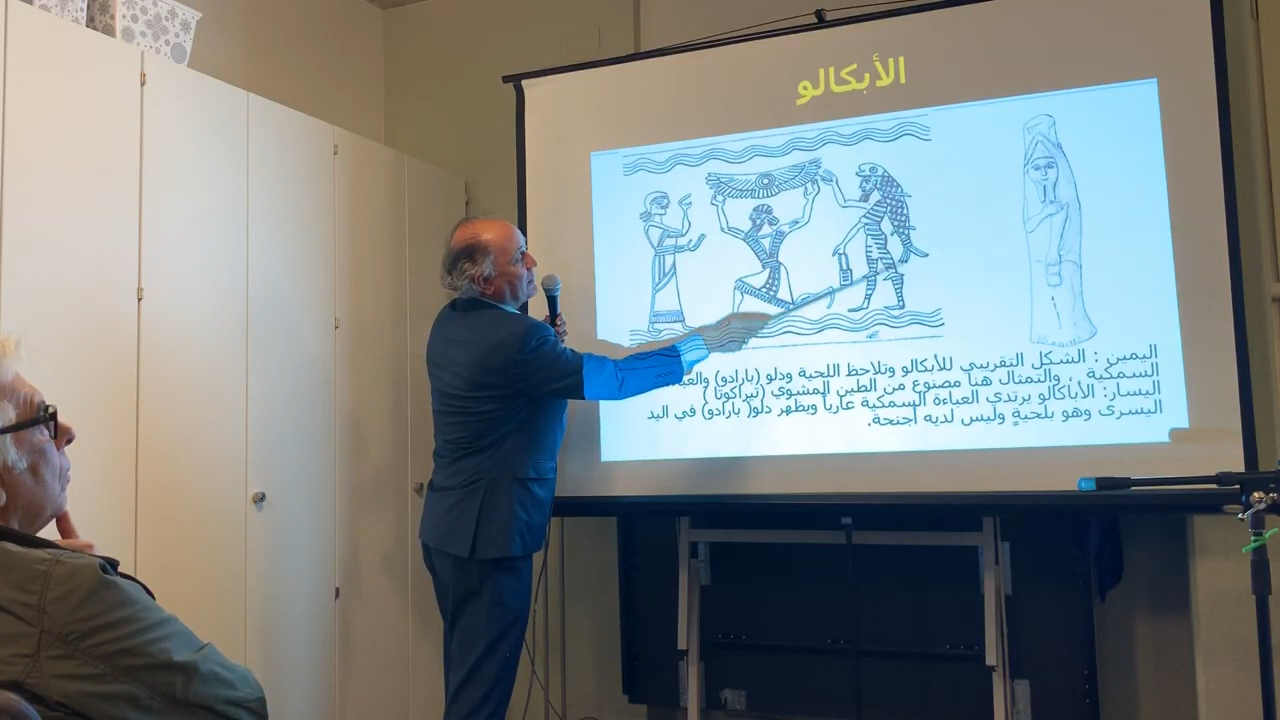 الأبكالو
اليمين : الشكل التقريبي للأبكالو وتلاحظ اللحية ودلو (بارادو)
السمكية ، والتمثال هنا مصنوع من الطين المشوي (تيراكوتا )
اليسار: الأباكالو يرتدي العباءة السمكية عارياً ويظهر دلو( بارادو) في اليد
اليسرى وهو بلحيةٍ وليس لديه أجنحة.